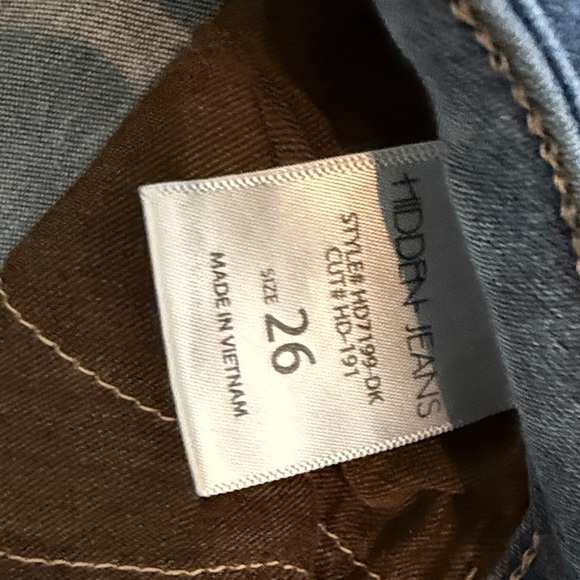 HIDDEN JEANS
STYLE# HD7199-DK
CUT# HD-191
SIZE 26
MADE IN VIETNAM